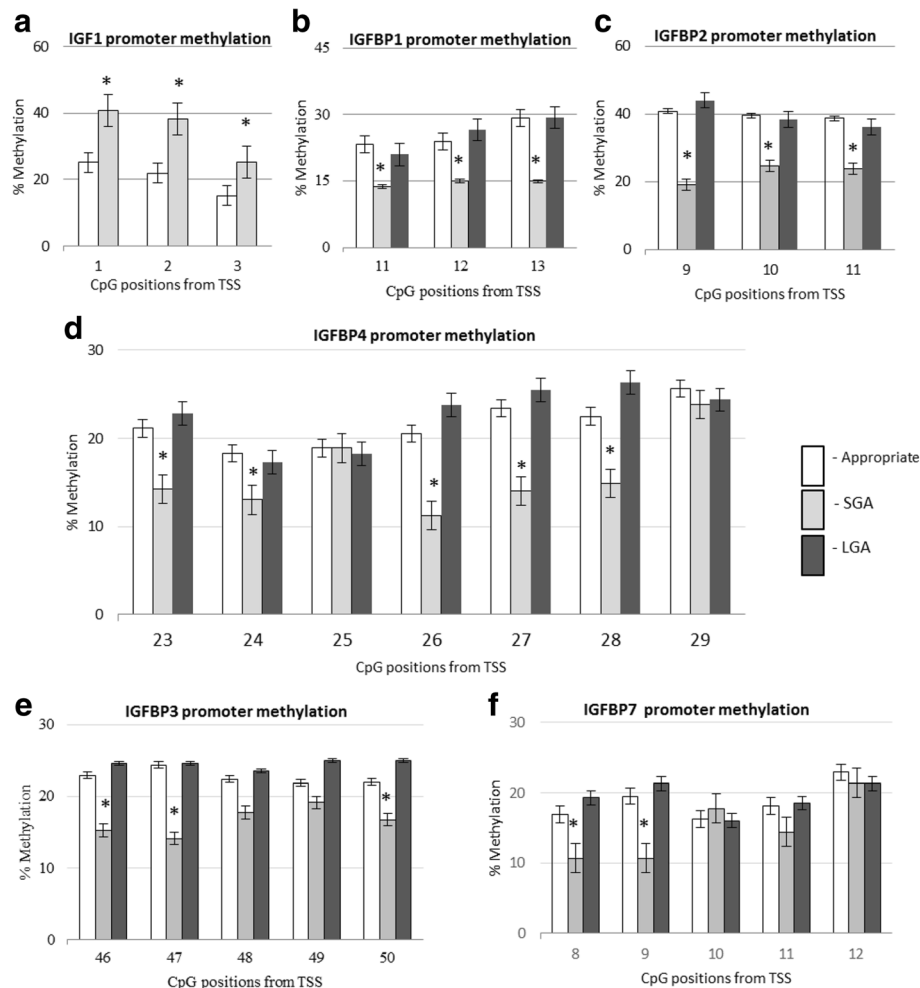 a
IGF1 promoter methylation
60
40
20
0
% Methylation
*
*
*
1 2 3
CpG positions from TSS
b
IGFBP1 promoter methylation
45
30
15
0
% Methylation
*
*
*
11 12 13
CpG positions from TSS
c
IGFBP2 promoter methylation
60
40
20
0
% Methylation
*
*
*
9 10 11
CpG positions from TSS
d
IGFBP4 promoter methylation
30
20
10
0
% Methylation
*
*
*
*
*
23 24 25 26 27 28 29
CpG positions from TSS
- Appropriate
- SGA
- LGA
e
IGFBP3 promoter methylation
30
20
10
0
% Methylation
*
*
*
46 47 48 49 50
CpG positions from TSS
f
IGFBP7 promoter methylation
30
20
10
0
% Methylation
*
*
8 9 10 11 12
CpG positions from TSS